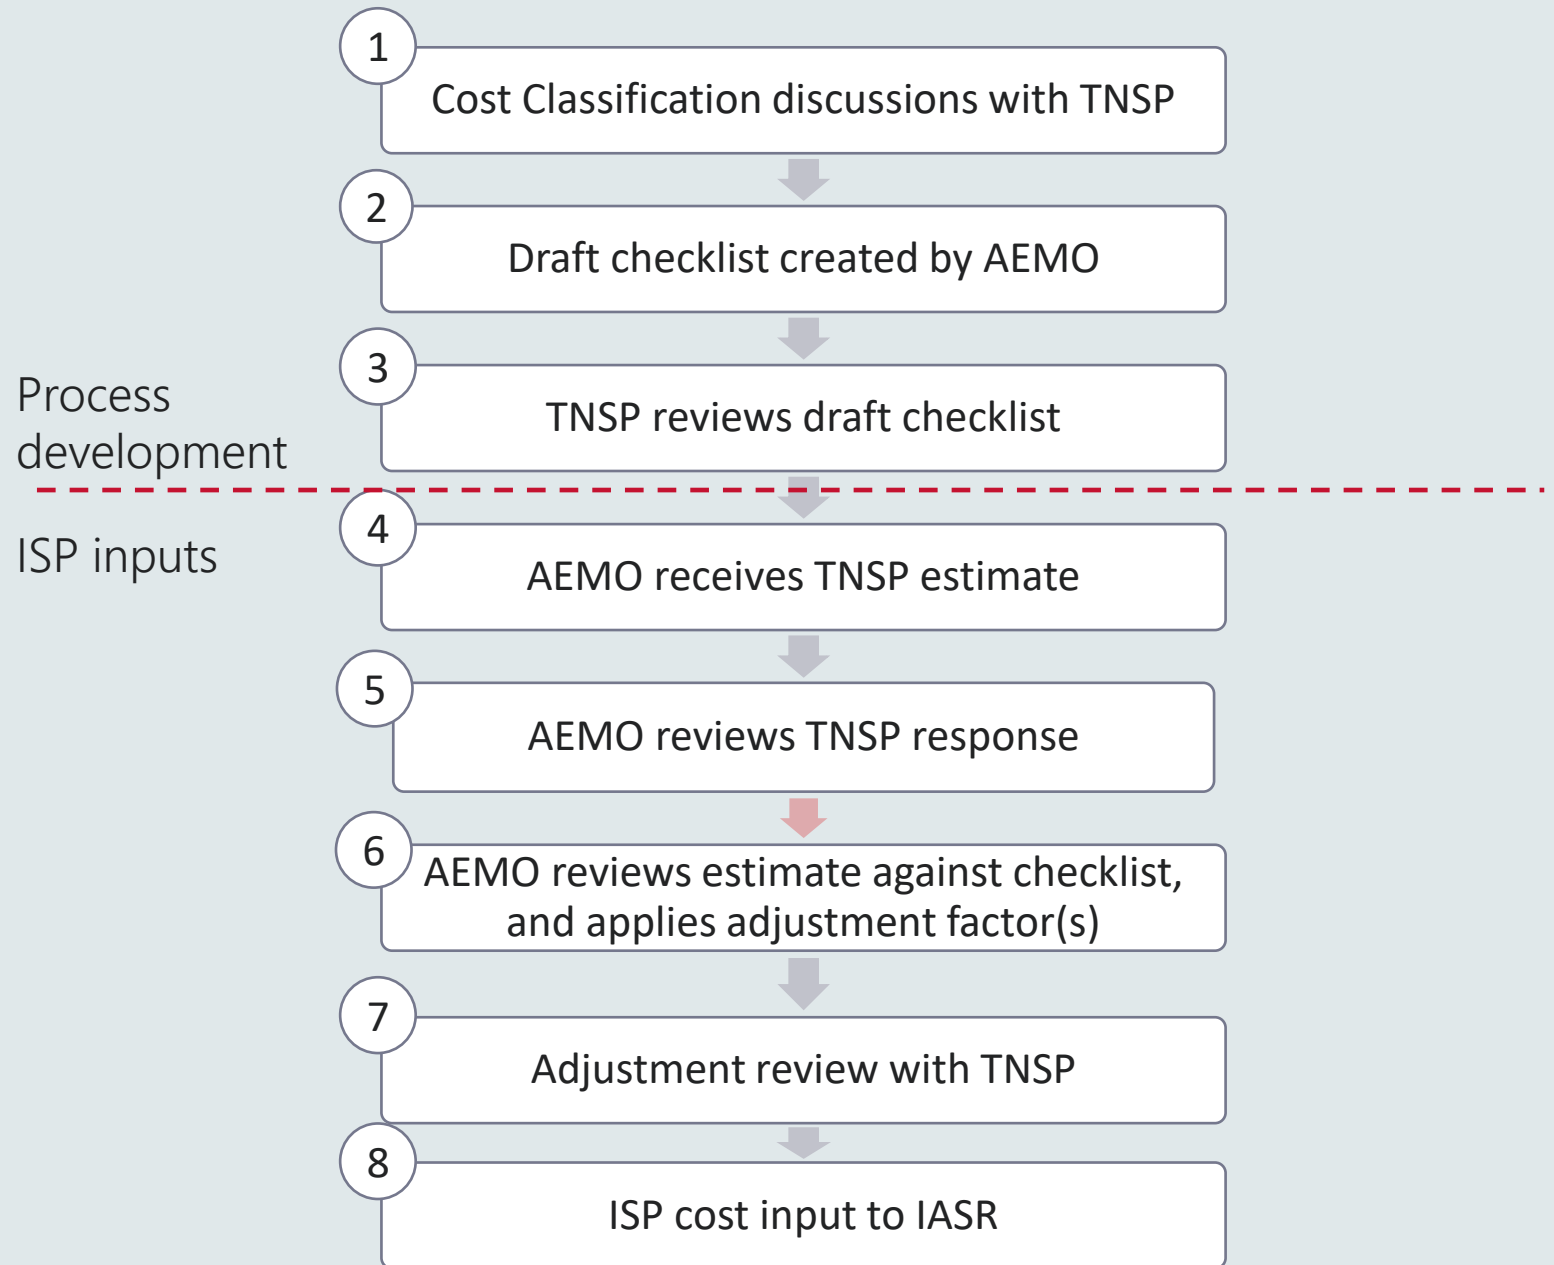 1
Cost Classification discussions with TNSP
2
Draft checklist created by AEMO
3
TNSP reviews draft checklist
Process
development
ISP inputs
4
AEMO receives TNSP estimate
5
AEMO reviews TNSP response
6
AEMO reviews estimate against checklist,
and applies adjustment factor(s)
7
Adjustment review with TNSP
8
ISP cost input to IASR